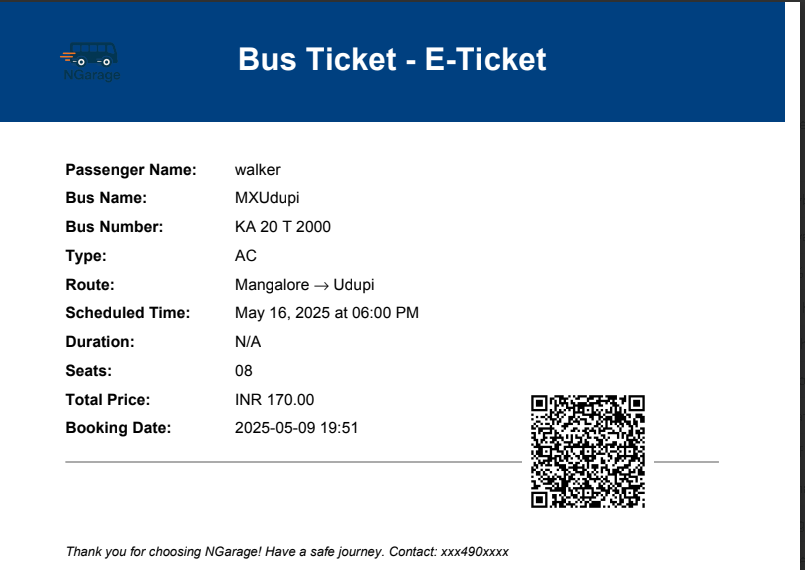 NGarage
Bus Ticket - E-Ticket
Passenger Name: walker
Bus Name: MXUdupi
Bus Number: KA 20 T 2000
Type: AC
Route: Mangalore → Udupi
Scheduled Time: May 16, 2025 at 06:00 PM
Duration: N/A
Seats: 08
Total Price: INR 170.00
Booking Date: 2025-05-09 19:51
Thank you for choosing NGarage! Have a safe journey. Contact: xxx490xxxx